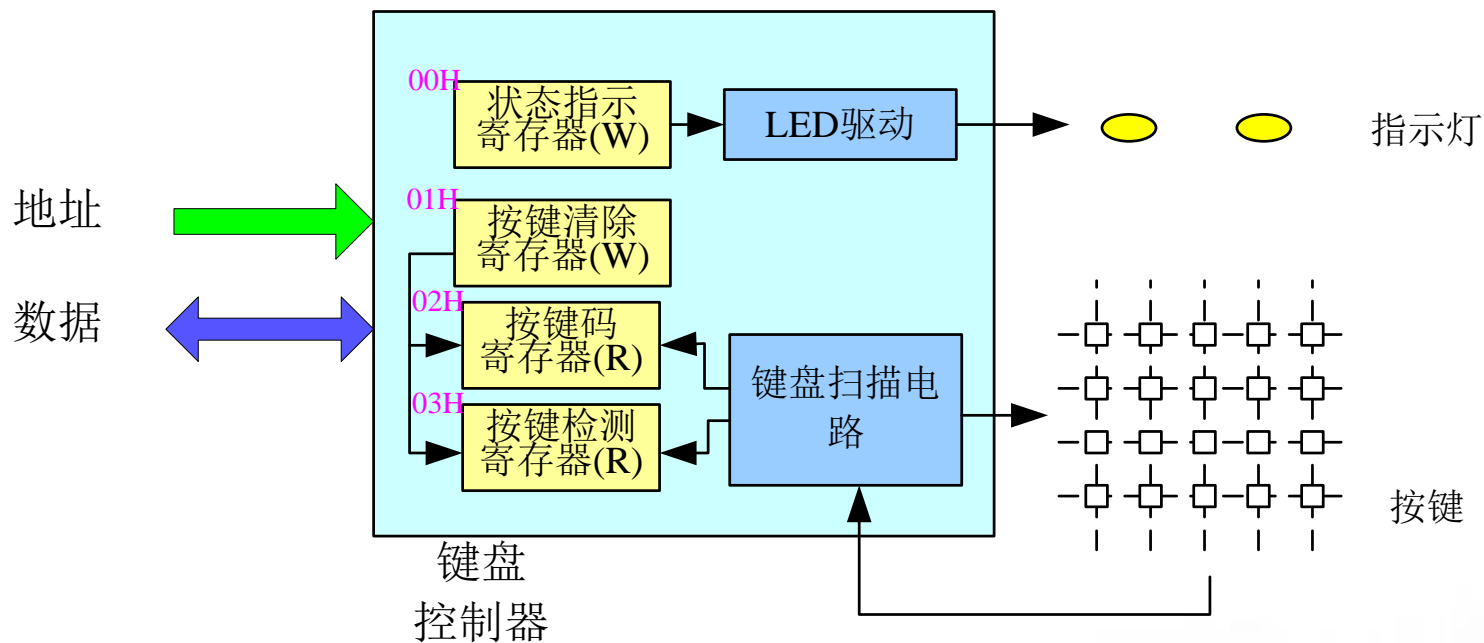 00H
状态指示
寄存器(W)
LED驱动
指示灯
地址
01H
按键清除
寄存器(W)
数据
02H
按键码
寄存器(R)
03H
按键检测
寄存器(R)
键盘扫描电
路
按键
键盘
控制器